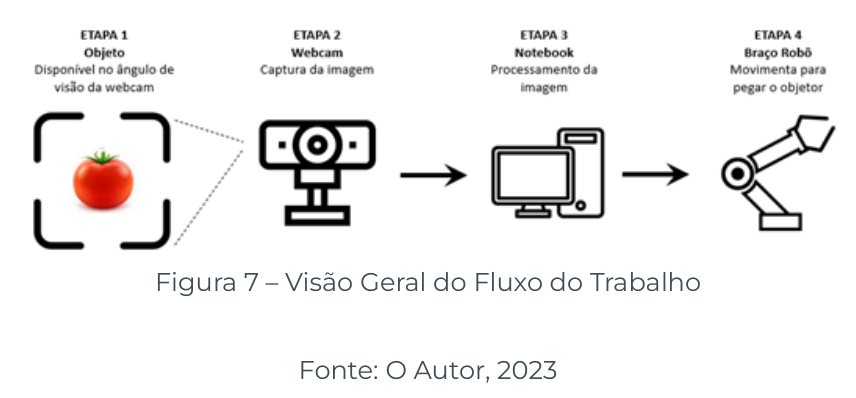 ETAPA 1
Objeto
Disponível no ângulo de
visão da webcam
ETAPA 2
Webcam
Captura da imagem
ETAPA 3
Notebook
Processamento da
imagem
ETAPA 4
Braço Robô
Movimenta para
pegar o objetor
Figura 7 – Visão Geral do Fluxo do Trabalho
Fonte: O Autor, 2023